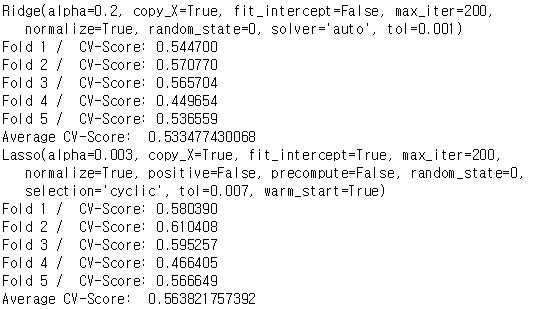 Ridge(alpha=0.2, copy_X=True, fit_intercept=False, max_iter=200,
normalize=True, random_state=0, solver='auto', tol=0.001)
Fold 1 /  CV-Score: 0.544700
Fold 2 /  CV-Score: 0.570770
Fold 3 /  CV-Score: 0.565704
Fold 4 /  CV-Score: 0.449654
Fold 5 /  CV-Score: 0.536559
Average CV-Score:  0.533477430068
Lasso(alpha=0.003, copy_X=True, fit_intercept=True, max_iter=200,
normalize=True, positive=False, precompute=False, random_state=0,
selection='cyclic', tol=0.007, warm_start=True)
Fold 1 /  CV-Score: 0.580390
Fold 2 /  CV-Score: 0.610408
Fold 3 /  CV-Score: 0.595257
Fold 4 /  CV-Score: 0.466405
Fold 5 /  CV-Score: 0.566649
Average CV-Score:  0.563821757392